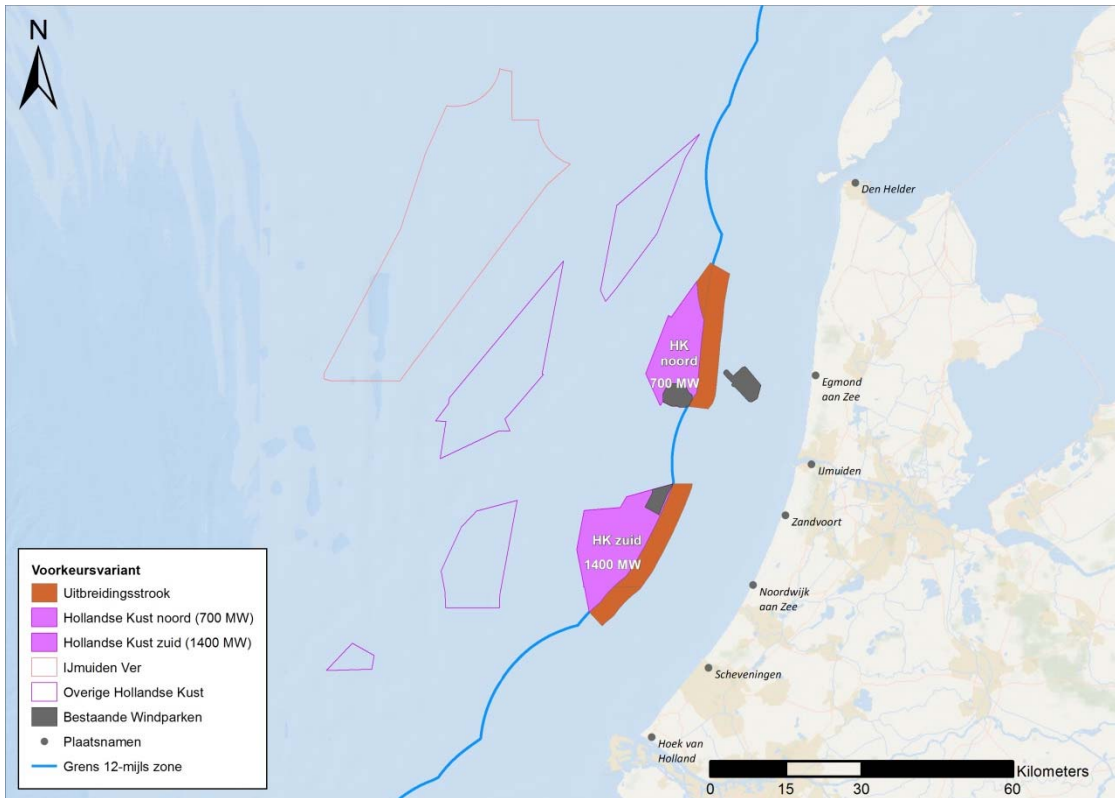 N
Den Helder
HK
noord
700 MW
Egmond
aan Zee
IJmuiden
Zandvoort
HK zuid
1400 MW
Noordwijk
aan Zee
Scheveningen
Hoek van
Holland
Voorkeursvariant
Uitbreidingsstrook
Hollandse Kust noord (700 MW)
Hollandse Kust zuid (1400 MW)
IJmuiden Ver
Overige Hollandse Kust
Bestaande Windparken
Plaatsnamen
Grens 12-mijls zone
Kilometers
0 15 30 60